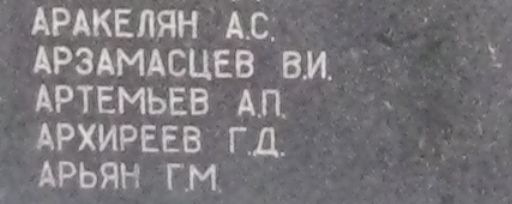 АРАКЕЛЯН А.С.
АРЗАМАСЦЕВ В.И.
АРТЕМЬЕВ А.П.
АРХИРЕЕВ Г.Д.
АРЬЯН Г.М.